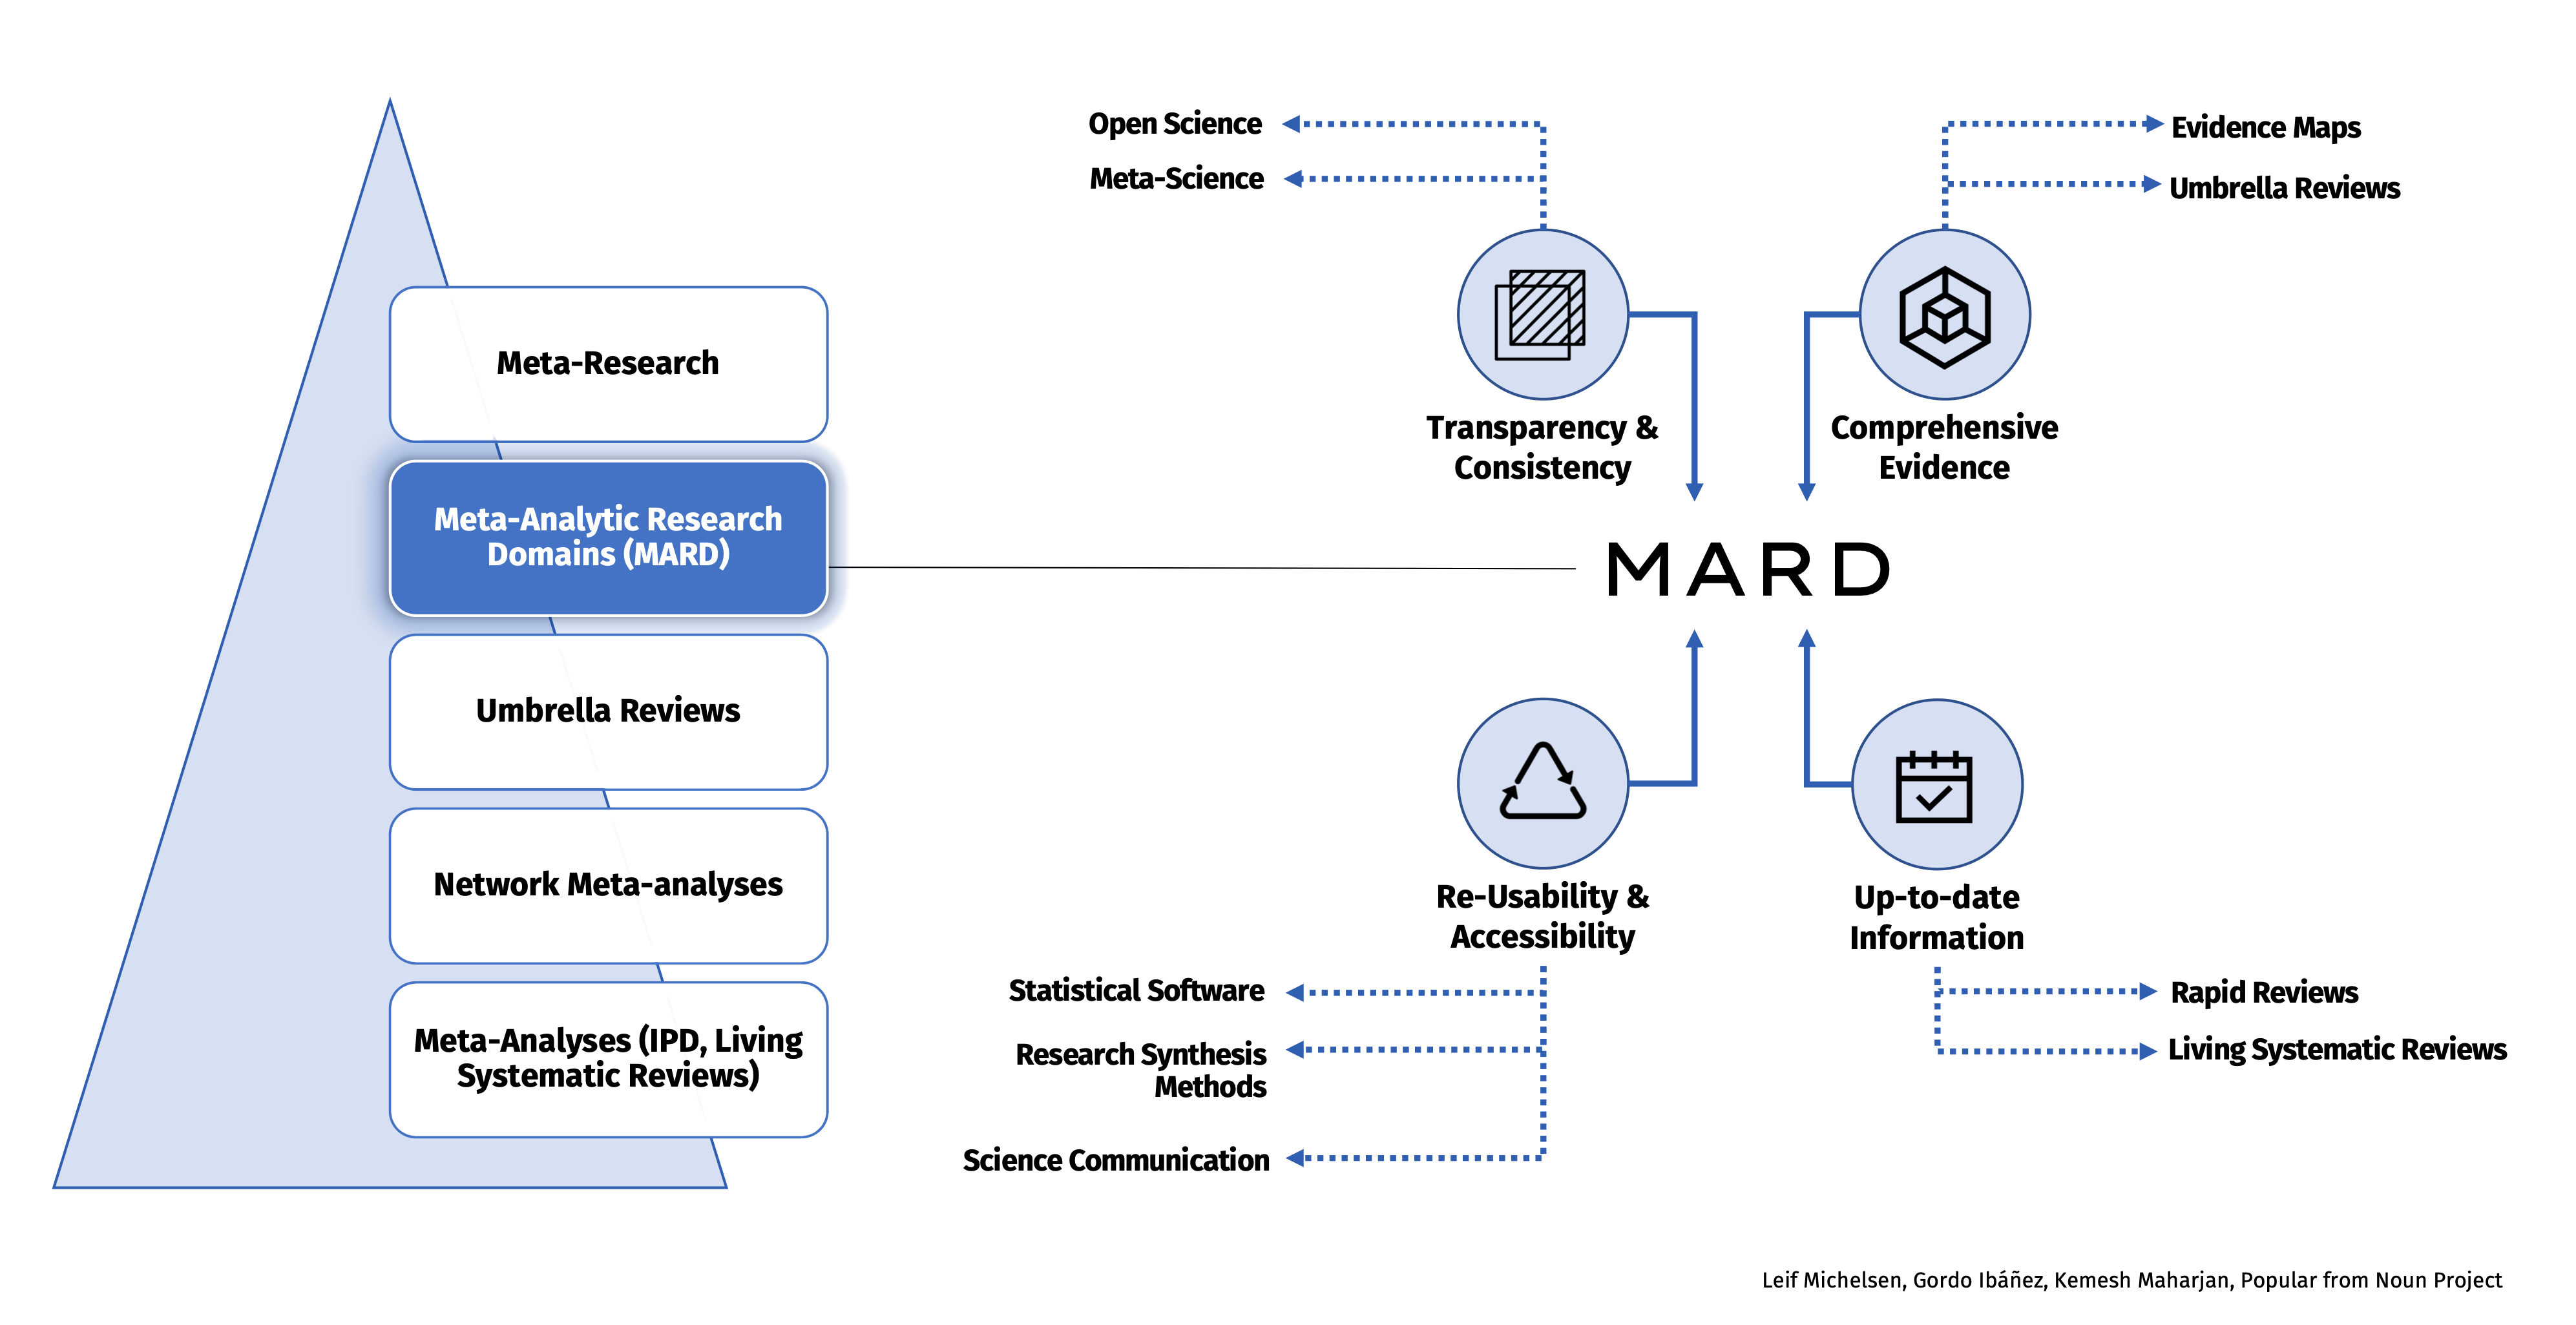 Meta-Research
Meta-Analytic Research
Domains (MARD)
Umbrella Reviews
Network Meta-analyses
Meta-Analyses (IPD, Living
Systematic Reviews)
Open Science
Meta-Science
Evidence Maps
Umbrella Reviews
Transparency &
Consistency
Comprehensive
Evidence
MARD
Re-Usability &
Accessibility
Up-to-date
Information
Statistical Software
Research Synthesis
Methods
Science Communication
Rapid Reviews
Living Systematic Reviews
Leif Michelsen, Gordo Ibáñez, Kemesh Maharjan, Popular from Noun Project